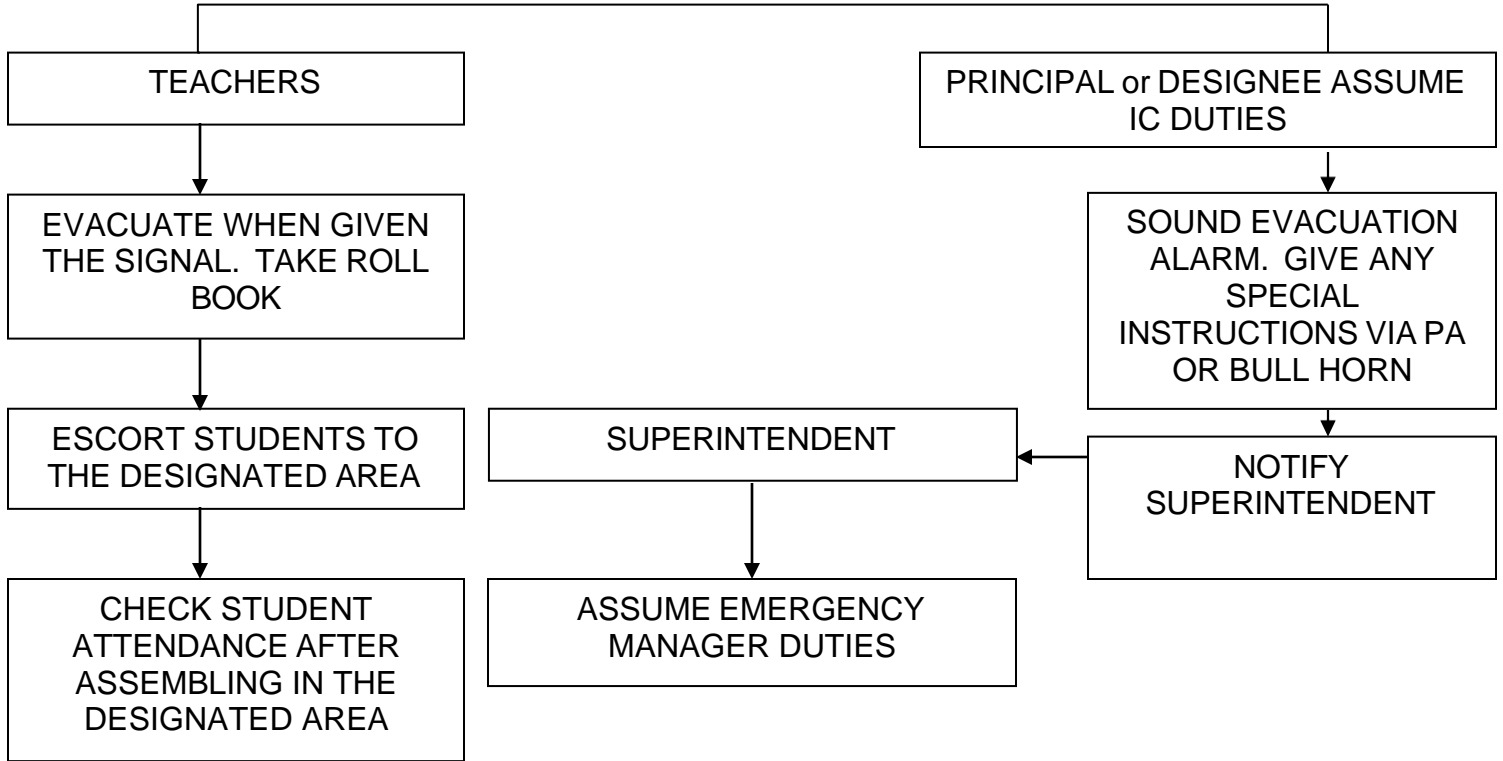 TEACHERS
EVACUATE WHEN GIVEN
THE SIGNAL.  TAKE ROLL
BOOK
ESCORT STUDENTS TO
THE DESIGNATED AREA
CHECK STUDENT
ATTENDANCE AFTER
ASSEMBLING IN THE
DESIGNATED AREA
PRINCIPAL or DESIGNEE ASSUME
IC DUTIES
SOUND EVACUATION
ALARM.  GIVE ANY
SPECIAL
INSTRUCTIONS VIA PA
OR BULL HORN
NOTIFY
SUPERINTENDENT
SUPERINTENDENT
ASSUME EMERGENCY
MANAGER DUTIES